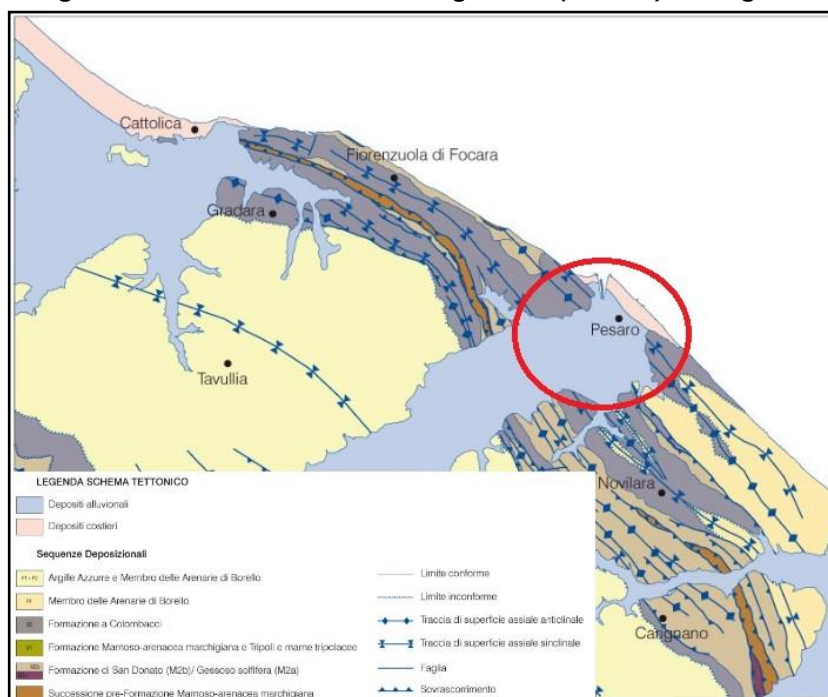 Cattolica
Fiorenzuola di Focara
Gradara
Pesaro
Tavullia
Novilara
Carignano
LEGENDA SCHEMA TETTONICO
Depositi alluvionali
Depositi costieri
Sequenze Deposizionali
Argille Azzurre e Membro delle Arenarie di Borello
Membro delle Arenarie di Borello
Formazione a Colombacci
Formazione Marnoso-arenacea marchigiana e Tripoli e marne tripolacee
Formazione di San Donato (M2b)/ Gessoso solfifera (M2a)
Successione pre-Formazione Marnoso-arenacea marchigiana
Limite conforme
Limite inconforme
Traccia di superficie assiale anticlinale
Traccia di superficie assiale sinclinale
Faglia
Sovrascorrimento